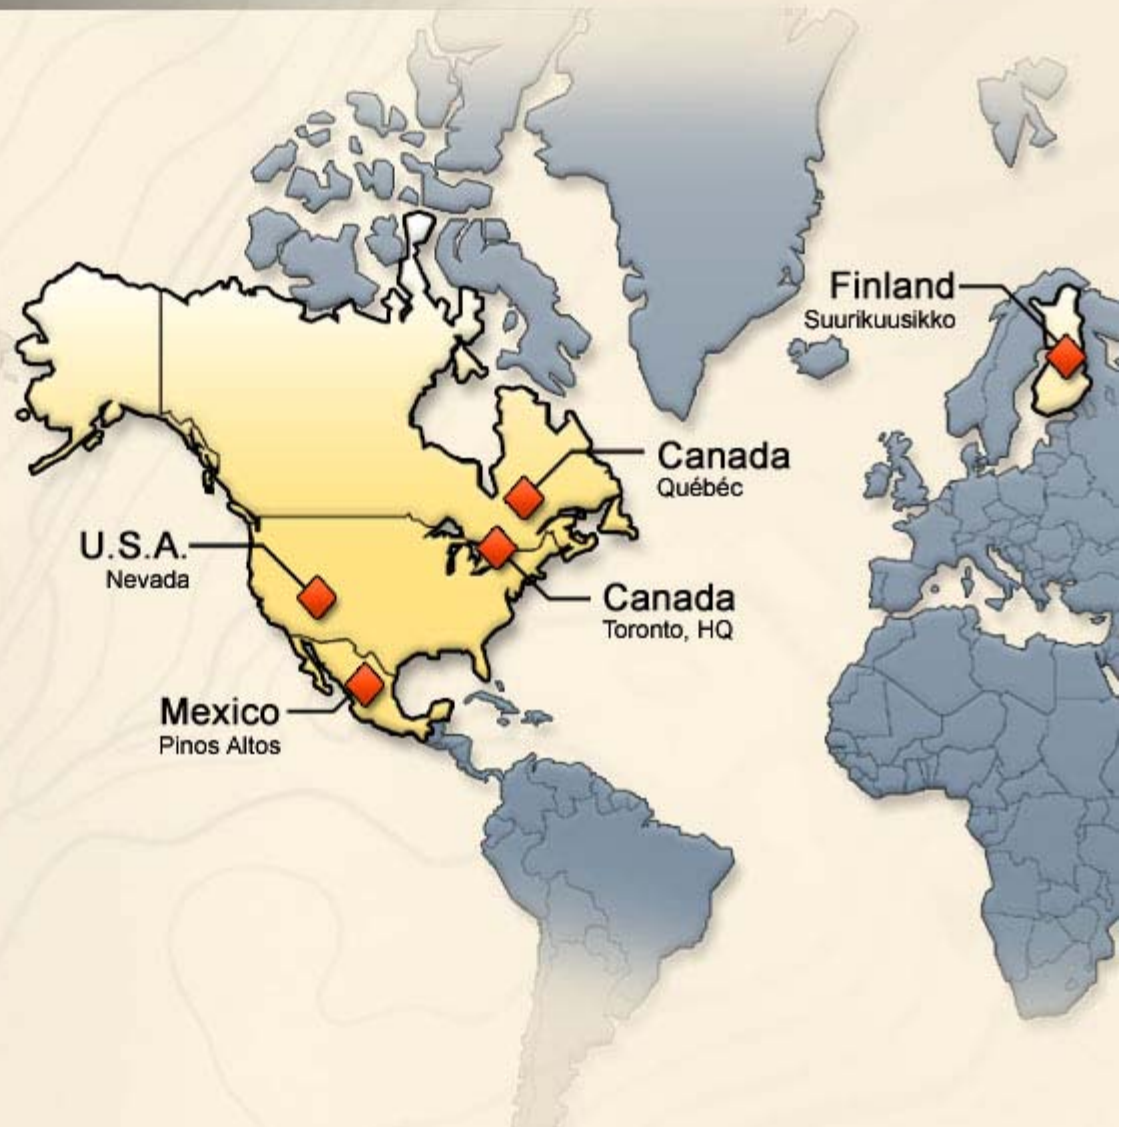 Finland
Suurikuusikko
Canada
Québéc
U.S.A.
Nevada
Canada
Toronto, HQ
Mexico
Pinos Altos